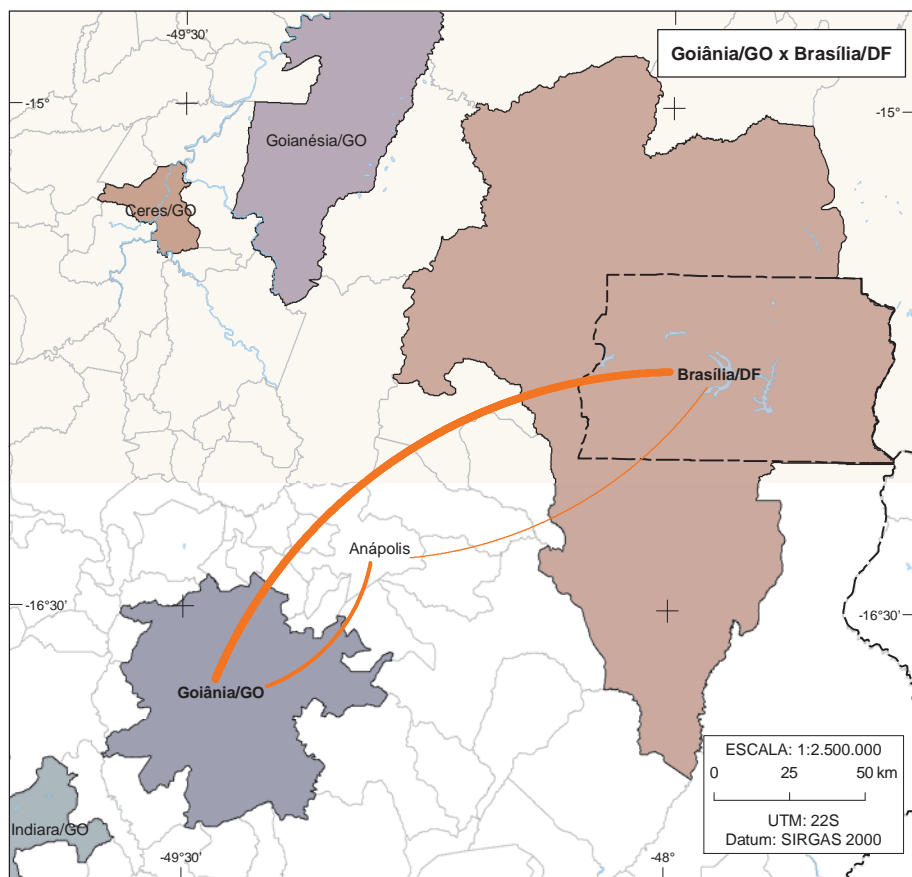 -49°30'
Goiânia/GO x Brasília/DF
-15°
-15°
Goianésia/GO
Ceres/GO
Brasília/DF
Anápolis
-16°30'
-16°30'
Goiânia/GO
ESCALA: 1:2.500.000
0 25 50 km
UTM: 22S
Datum: SIRGAS 2000
Indiara/GO
-49°30'
-48°